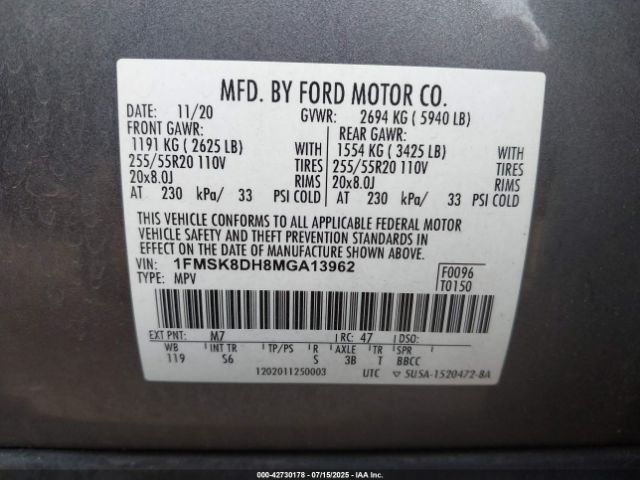 MFD. BY FORD MOTOR CO.
DATE: 11/20 GVWR: 2694 KG ( 5940 LB)
FRONT GAWR: REAR GAWR:
1191 KG ( 2625 LB) WITH 1554 KG ( 3425 LB) WITH
255/55R20 110V TIRES 255/55R20 110V TIRES
20x8.0J RIMS 20x8.0J RIMS
AT 230 kPa/ 33 PSI COLD AT 230 kPa/ 33 PSI COLD
THIS VEHICLE CONFORMS TO ALL APPLICABLE FEDERAL MOTOR
VEHICLE SAFETY AND THEFT PREVENTION STANDARDS IN
EFFECT ON THE DATE OF MANUFACTURE SHOWN ABOVE.
VIN: 1FMSK8DH8MGA13962 F0096
TYPE: MPV T0150
EXT PNT: M7 RC: 47 DSO:
WB INT TR TP/PS R AXLE TR SPR
119 S6 S 3B T BBCC
1202011250003 UTC ▽ 5USA-1520472-8A
000-42730178 - 07/15/2025 - IAAI.COM